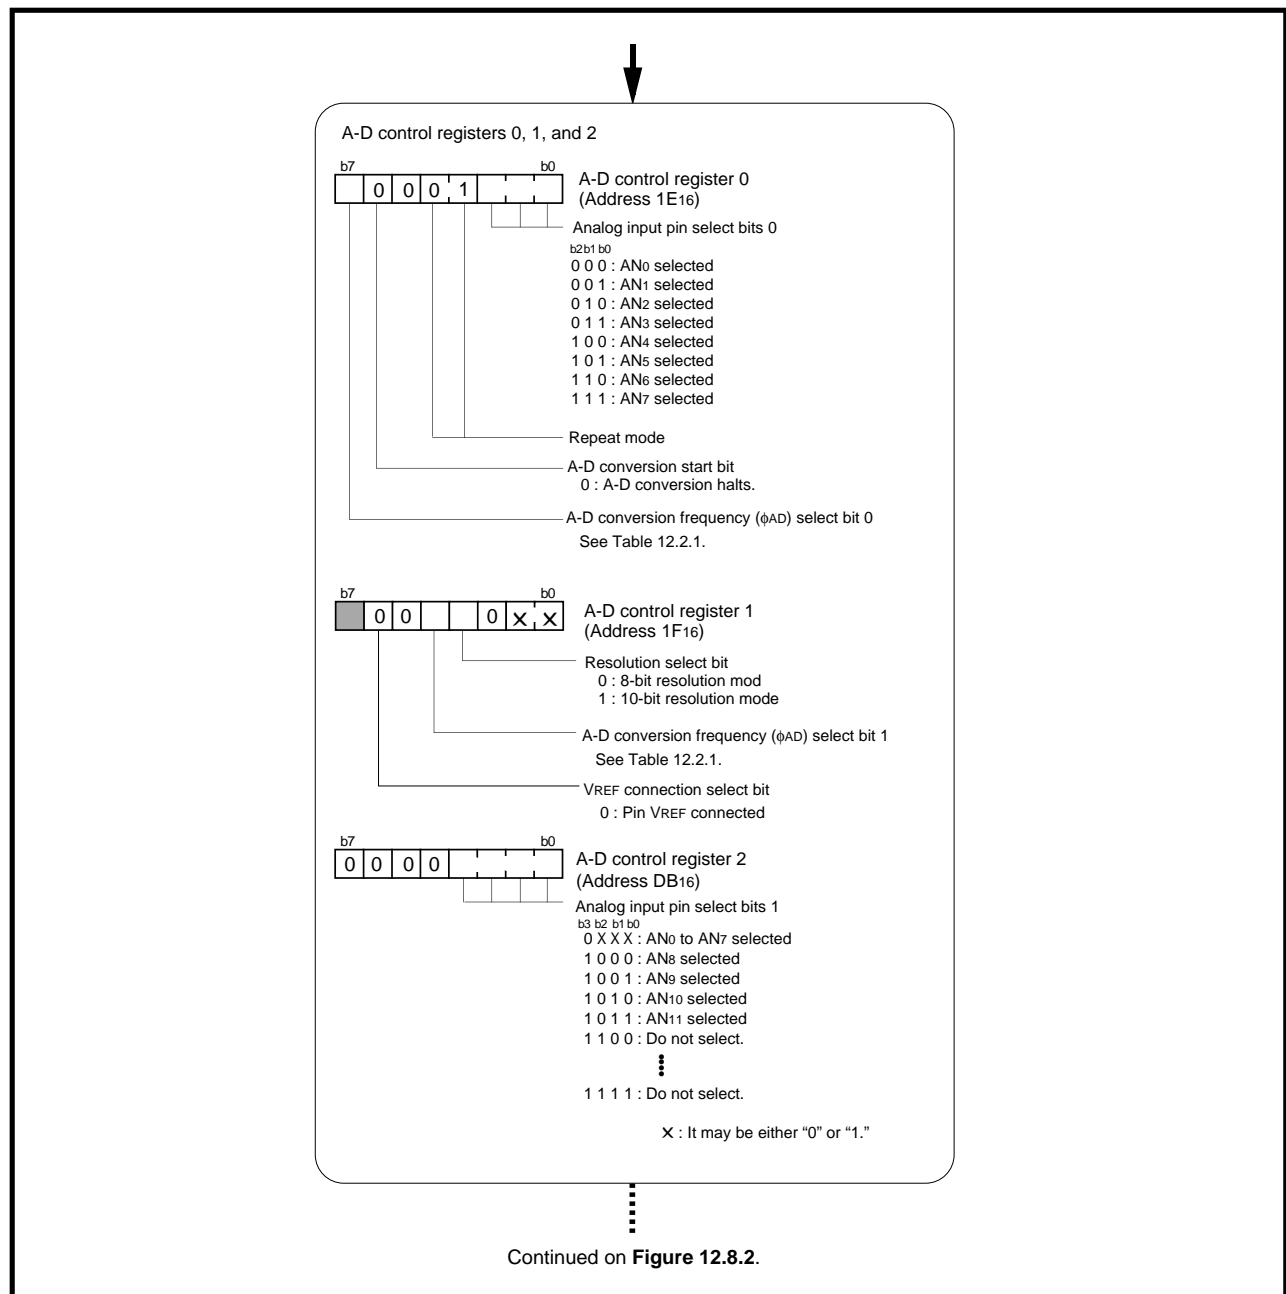 A-D control registers 0, 1, and 2
b7 b0
0 0 0 1
A-D control register 0
(Address 1E16)
Analog input pin select bits 0
b2 b1 b0
0 0 0 : AN0 selected
0 0 1 : AN1 selected
0 1 0 : AN2 selected
0 1 1 : AN3 selected
1 0 0 : AN4 selected
1 0 1 : AN5 selected
1 1 0 : AN6 selected
1 1 1 : AN7 selected
Repeat mode
A-D conversion start bit
0 : A-D conversion halts.
A-D conversion frequency (ϕAD) select bit 0
See Table 12.2.1.
b7 b0
0 0 0 × ×
A-D control register 1
(Address 1F16)
Resolution select bit
0 : 8-bit resolution mod
1 : 10-bit resolution mode
A-D conversion frequency (ϕAD) select bit 1
See Table 12.2.1.
VREF connection select bit
0 : Pin VREF connected
b7 b0
0 0 0 0
A-D control register 2
(Address DB16)
Analog input pin select bits 1
b3 b2 b1 b0
0 X X X : AN0 to AN7 selected
1 0 0 0 : AN8 selected
1 0 0 1 : AN9 selected
1 0 1 0 : AN10 selected
1 0 1 1 : AN11 selected
1 1 0 0 : Do not select.
1 1 1 1 : Do not select.
× : It may be either “0” or “1.”
Continued on Figure 12.8.2.